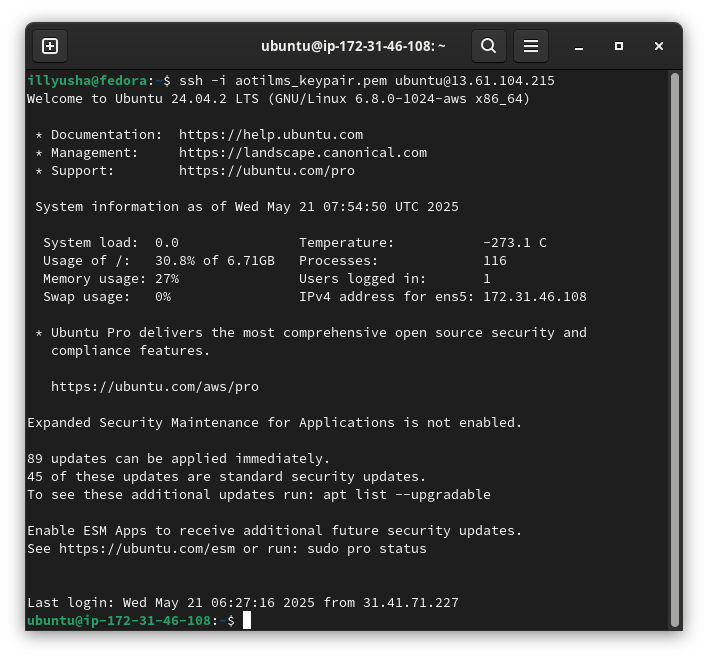 ubuntu@ip-172-31-46-108: ~
illyusha@fedora:~$ ssh -i aotilms_keypair.pem ubuntu@13.61.104.215
Welcome to Ubuntu 24.04.2 LTS (GNU/Linux 6.8.0-1024-aws x86_64)

 * Documentation:  https://help.ubuntu.com
 * Management:     https://landscape.canonical.com
 * Support:        https://ubuntu.com/pro

 System information as of Wed May 21 07:54:50 UTC 2025

  System load:  0.0               Temperature:           -273.1 C
  Usage of /:   30.8% of 6.71GB   Processes:             116
  Memory usage: 27%               Users logged in:       1
  Swap usage:   0%                IPv4 address for ens5: 172.31.46.108

 * Ubuntu Pro delivers the most comprehensive open source security and
   compliance features.

   https://ubuntu.com/aws/pro

Expanded Security Maintenance for Applications is not enabled.

89 updates can be applied immediately.
45 of these updates are standard security updates.
To see these additional updates run: apt list --upgradable

Enable ESM Apps to receive additional future security updates.
See https://ubuntu.com/esm or run: sudo pro status


Last login: Wed May 21 06:27:16 2025 from 31.41.71.227
ubuntu@ip-172-31-46-108:~$